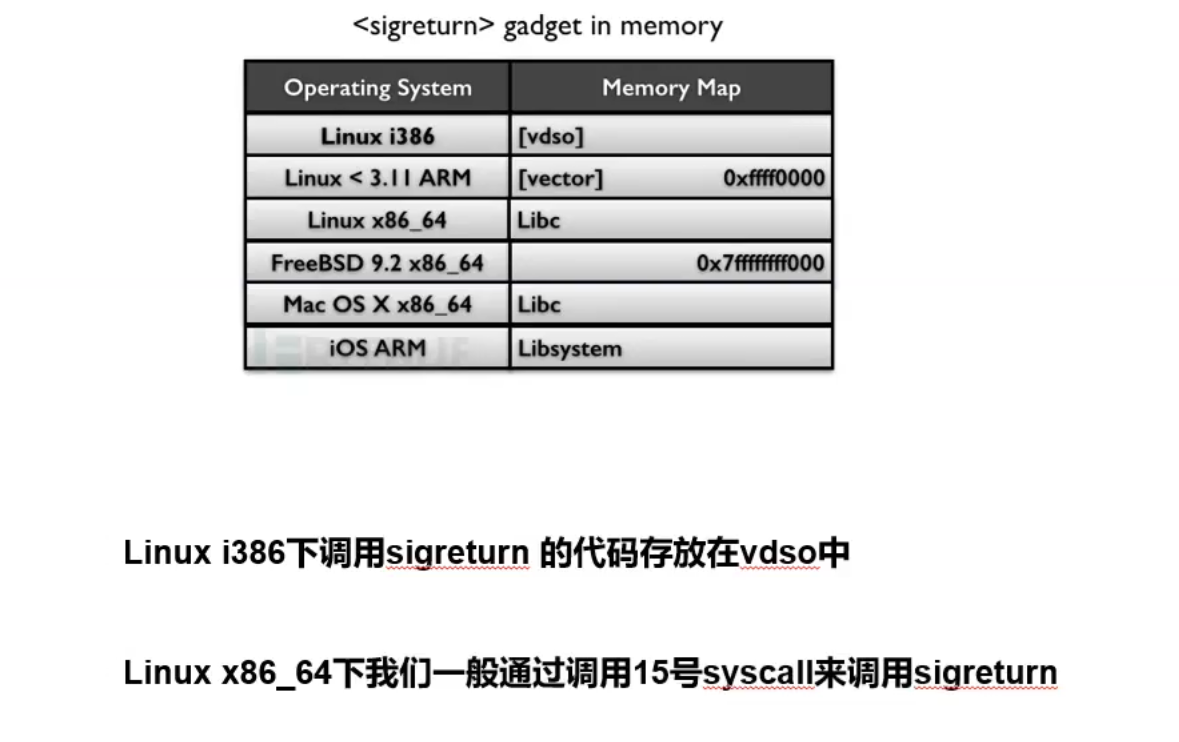 <sigreturn> gadget in memory
Operating System Memory Map
Linux i386 [vdso]
Linux < 3.11 ARM [vector] 0xffff0000
Linux x86_64 Libc
FreeBSD 9.2 x86_64 0x7ffffffff000
Mac OS X x86_64 Libc
iOS ARM Libsystem
Linux i386下调用sigreturn 的代码存放在vdso中
Linux x86_64下我们一般通过调用15号syscall来调用sigreturn